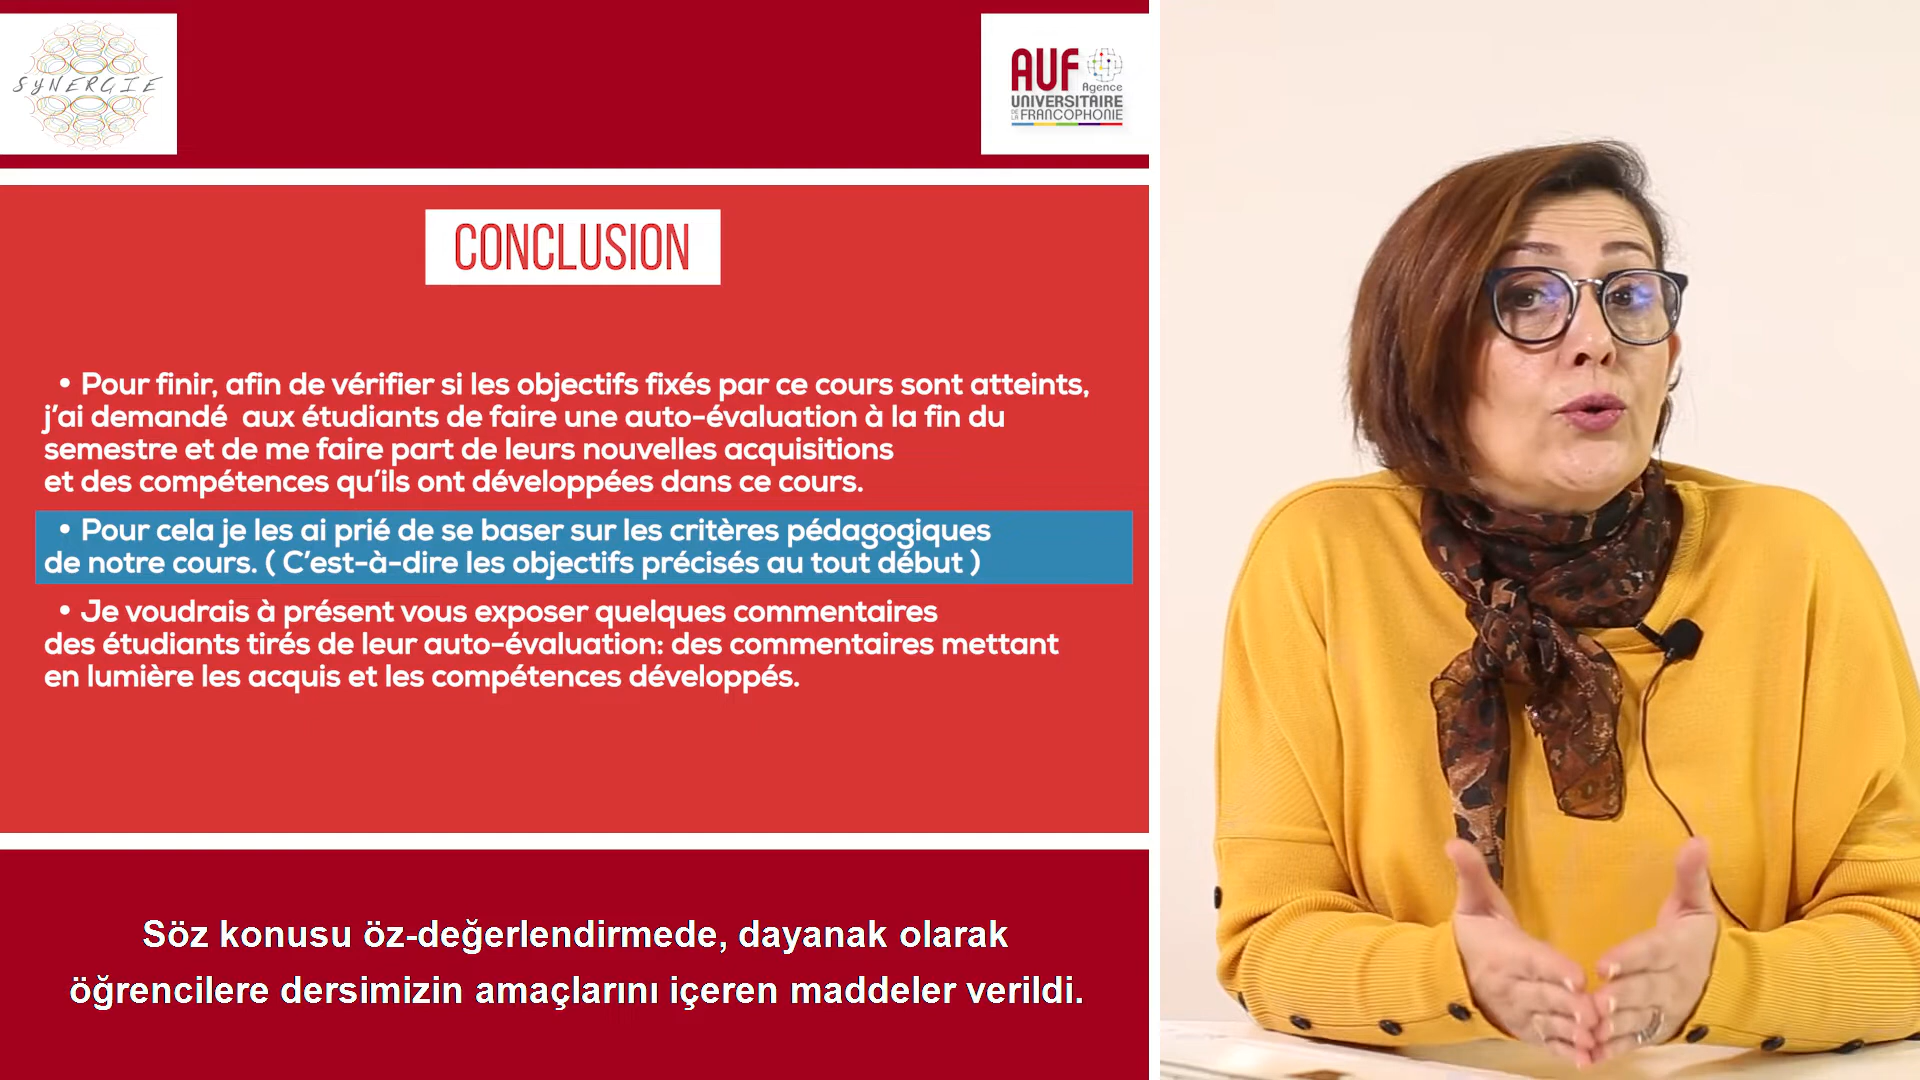 SYNERGIE
AUF
Agence
UNIVERSITAIRE
DE LA FRANCOPHONIE
CONCLUSION
• Pour finir, afin de vérifier si les objectifs fixés par ce cours sont atteints,
j'ai demandé aux étudiants de faire une auto-évaluation à la fin du
semestre et de me faire part de leurs nouvelles acquisitions
et des compétences qu'ils ont développées dans ce cours.
• Pour cela je les ai prié de se baser sur les critères pédagogiques
de notre cours. ( C'est-à-dire les objectifs précisés au tout début )
• Je voudrais à présent vous exposer quelques commentaires
des étudiants tirés de leur auto-évaluation: des commentaires mettant
en lumière les acquis et les compétences développés.
Söz konusu öz-değerlendirmede, dayanak olarak
öğrencilere dersimizin amaçlarını içeren maddeler verildi.